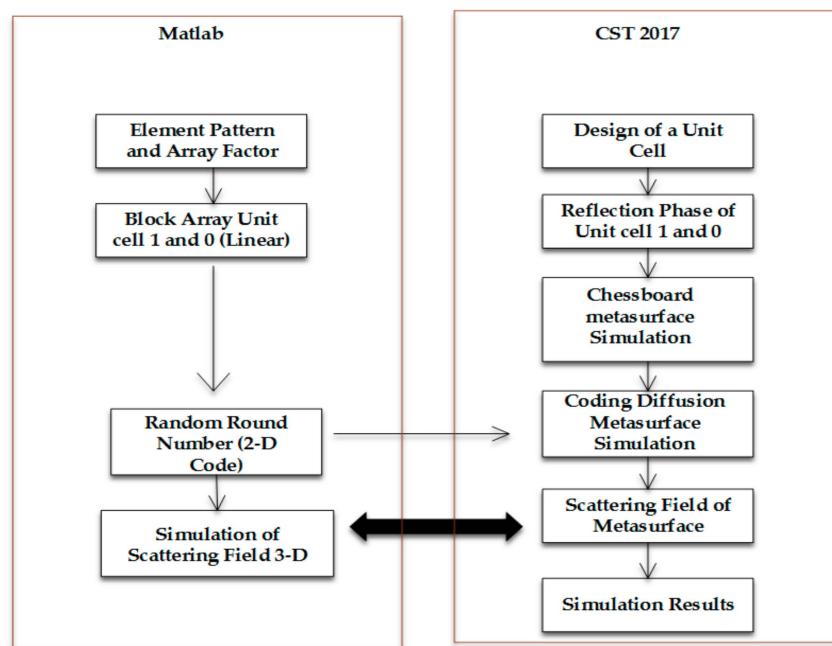 Matlab
Element Pattern
and Array Factor
Block Array Unit
cell 1 and 0 (Linear)
Random Round
Number (2-D
Code)
Simulation of
Scattering Field 3-D
CST 2017
Design of a Unit
Cell
Reflection Phase of
Unit cell 1 and 0
Chessboard
metasurface
Simulation
Coding Diffusion
Metasurface
Simulation
Scattering Field of
Metasurface
Simulation Results